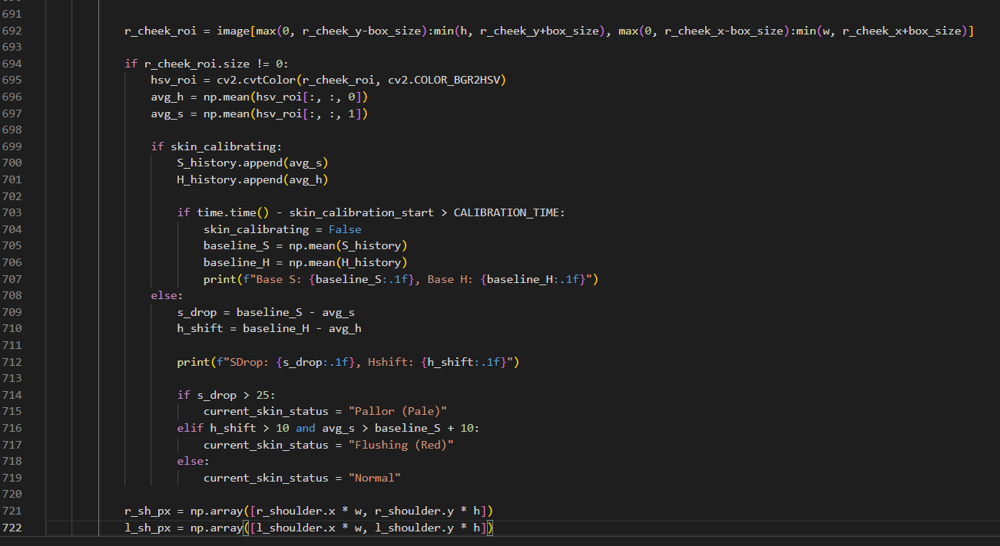 691
692 r_cheek_roi = image[max(0, r_cheek_y-box_size):min(h, r_cheek_y+box_size), max(0, r_cheek_x-box_size):min(w, r_cheek_x+box_size)]
693
694 if r_cheek_roi.size != 0:
695 hsv_roi = cv2.cvtColor(r_cheek_roi, cv2.COLOR_BGR2HSV)
696 avg_h = np.mean(hsv_roi[:, :, 0])
697 avg_s = np.mean(hsv_roi[:, :, 1])
698
699 if skin_calibrating:
700 S_history.append(avg_s)
701 H_history.append(avg_h)
702
703 if time.time() - skin_calibration_start > CALIBRATION_TIME:
704 skin_calibrating = False
705 baseline_S = np.mean(S_history)
706 baseline_H = np.mean(H_history)
707 print(f"Base S: {baseline_S:.1f}, Base H: {baseline_H:.1f}")
708 else:
709 s_drop = baseline_S - avg_s
710 h_shift = baseline_H - avg_h
711
712 print(f"SDrop: {s_drop:.1f}, Hshift: {h_shift:.1f}")
713
714 if s_drop > 25:
715 current_skin_status = "Pallor (Pale)"
716 elif h_shift > 10 and avg_s > baseline_S + 10:
717 current_skin_status = "Flushing (Red)"
718 else:
719 current_skin_status = "Normal"
720
721 r_sh_px = np.array([r_shoulder.x * w, r_shoulder.y * h])
722 l_sh_px = np.array([l_shoulder.x * w, l_shoulder.y * h])